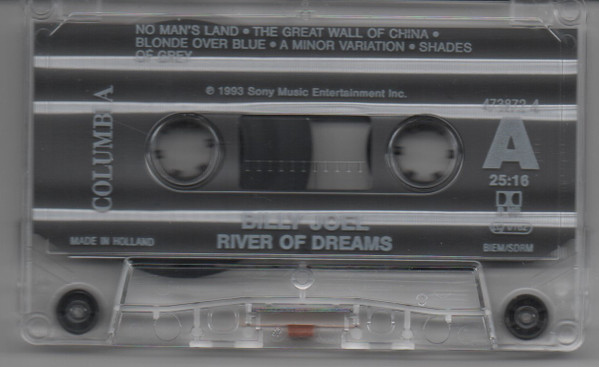 NO MAN'S LAND • THE GREAT WALL OF CHINA •
BLONDE OVER BLUE • A MINOR VARIATION • SHADES
OF GREY
℗ 1993 Sony Music Entertainment Inc.
COLUMBIA
473872 4
A
25:16
BILLY JOEL
RIVER OF DREAMS
MADE IN HOLLAND
BIEM/SDRM